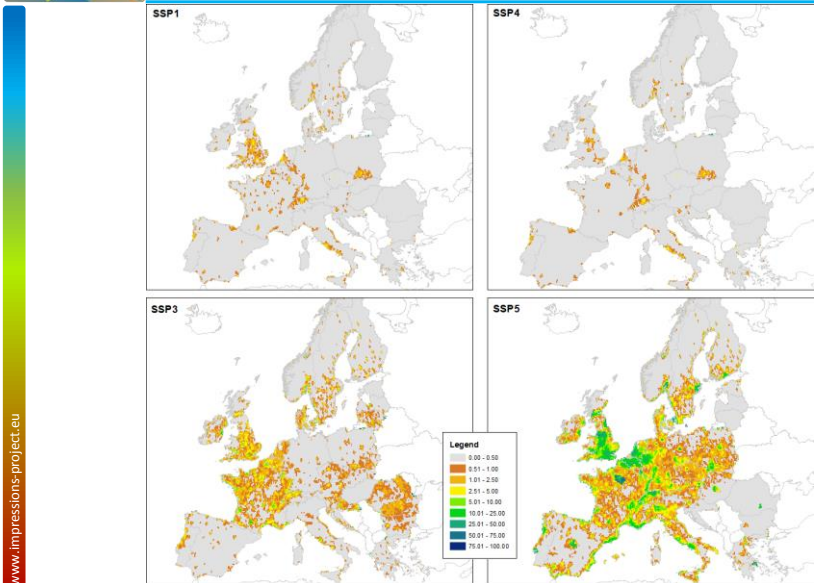 SSP1
SSP4
SSP3
SSP5
Legend
0.00 - 0.50
0.51 - 1.00
1.01 - 2.50
2.51 - 5.00
5.01 - 10.00
10.01 - 25.00
25.01 - 50.00
50.01 - 75.00
75.01 - 100.00
www.impressions-project.eu